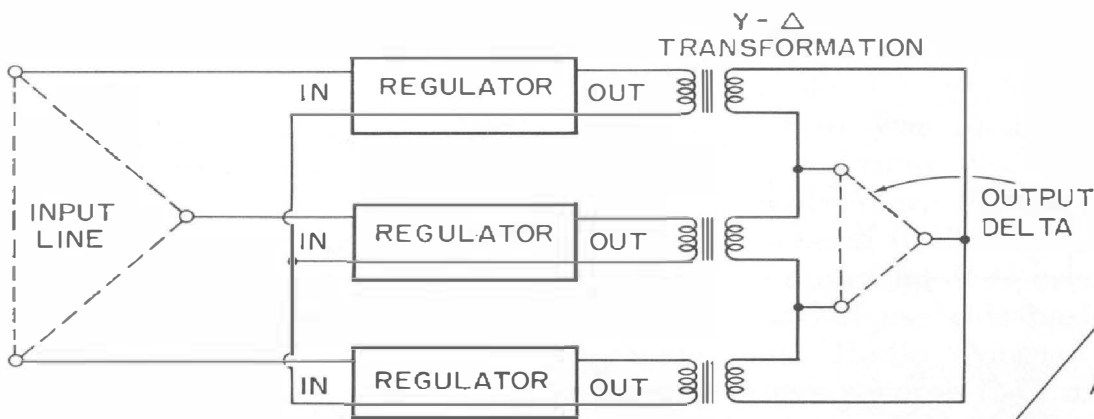 Y - Δ
TRANSFORMATION
IN
REGULATOR
OUT
INPUT
LINE
IN
REGULATOR
OUT
OUTPUT
DELTA
IN
REGULATOR
OUT